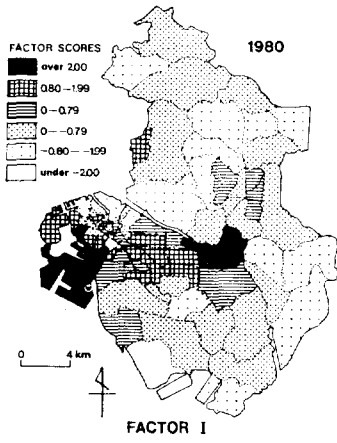 1980
FACTOR SCORES
over 2.00
0.80 – 1.99
0 – 0.79
0 – -0.79
-0.80 – -1.99
under -2.00
0 4 km
FACTOR I